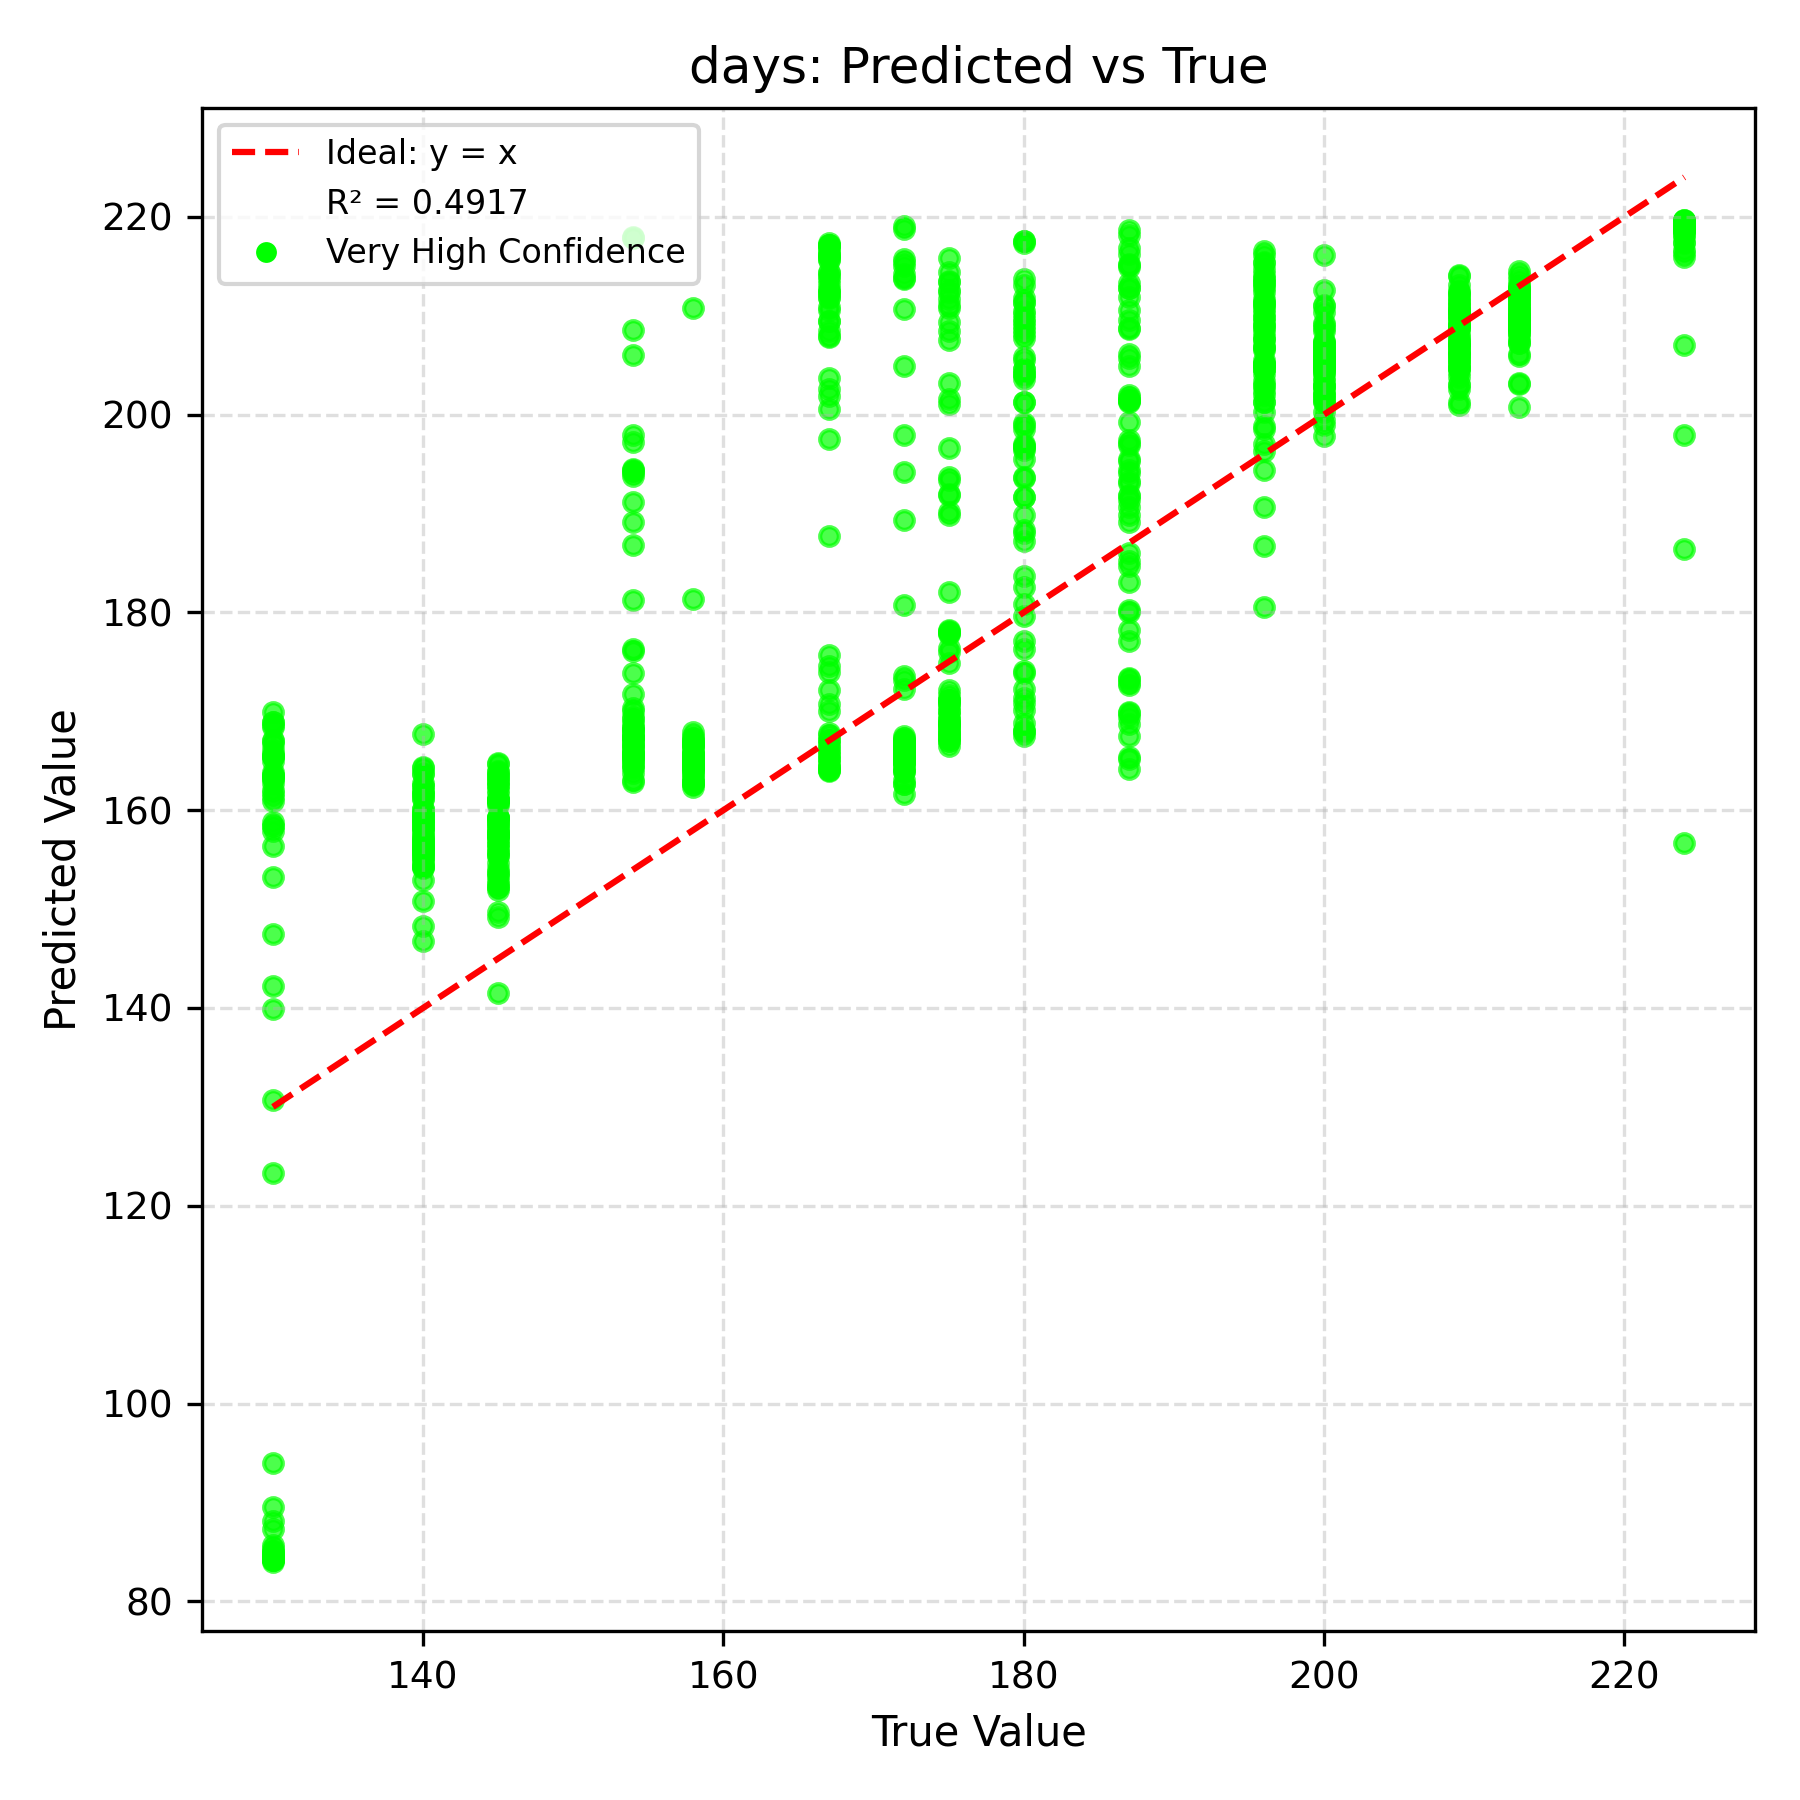 days: Predicted vs True
Ideal: y = x
R² = 0.4917
Very High Confidence
220
200
180
160
140
120
100
80
Predicted Value
140
160
180
200
220
True Value